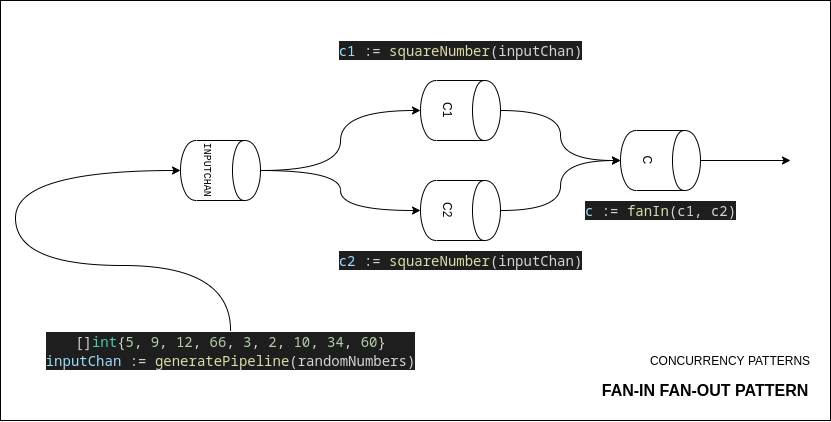 c1 := squareNumber(inputChan)
C1
INPUTCHAN
C
C2
c := fanIn(c1, c2)
c2 := squareNumber(inputChan)
[]int{5, 9, 12, 66, 3, 2, 10, 34, 60}
inputChan := generatePipeline(randomNumbers)
CONCURRENCY PATTERNS
FAN-IN FAN-OUT PATTERN